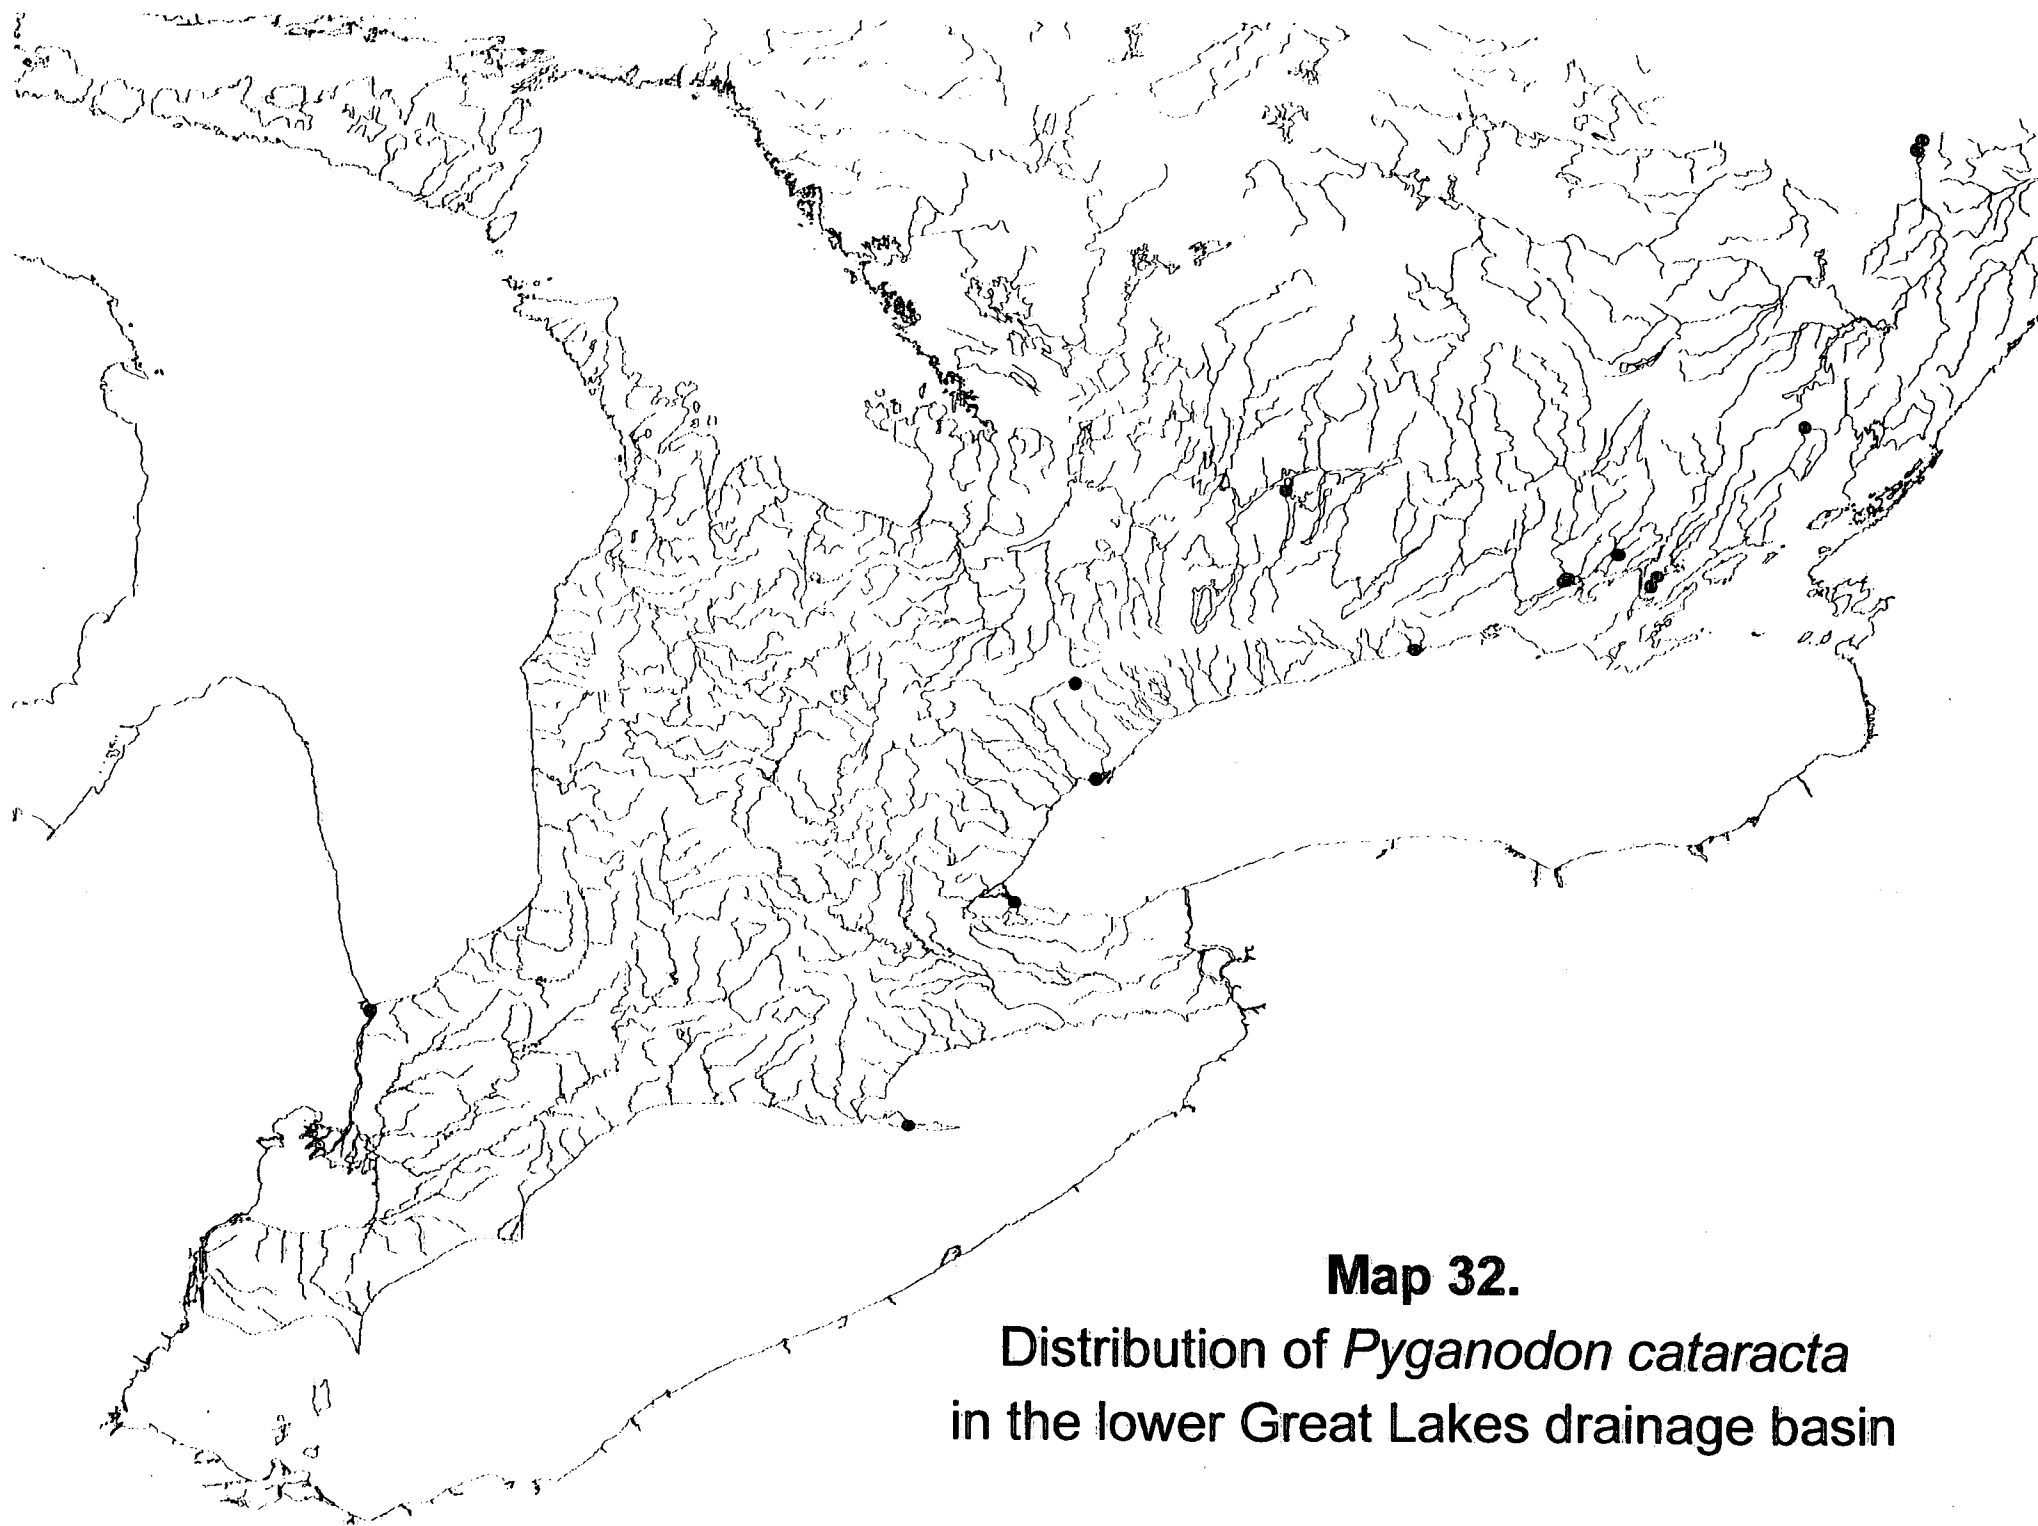 Map 32.
Distribution of Pyganodon cataracta
in the lower Great Lakes drainage basin